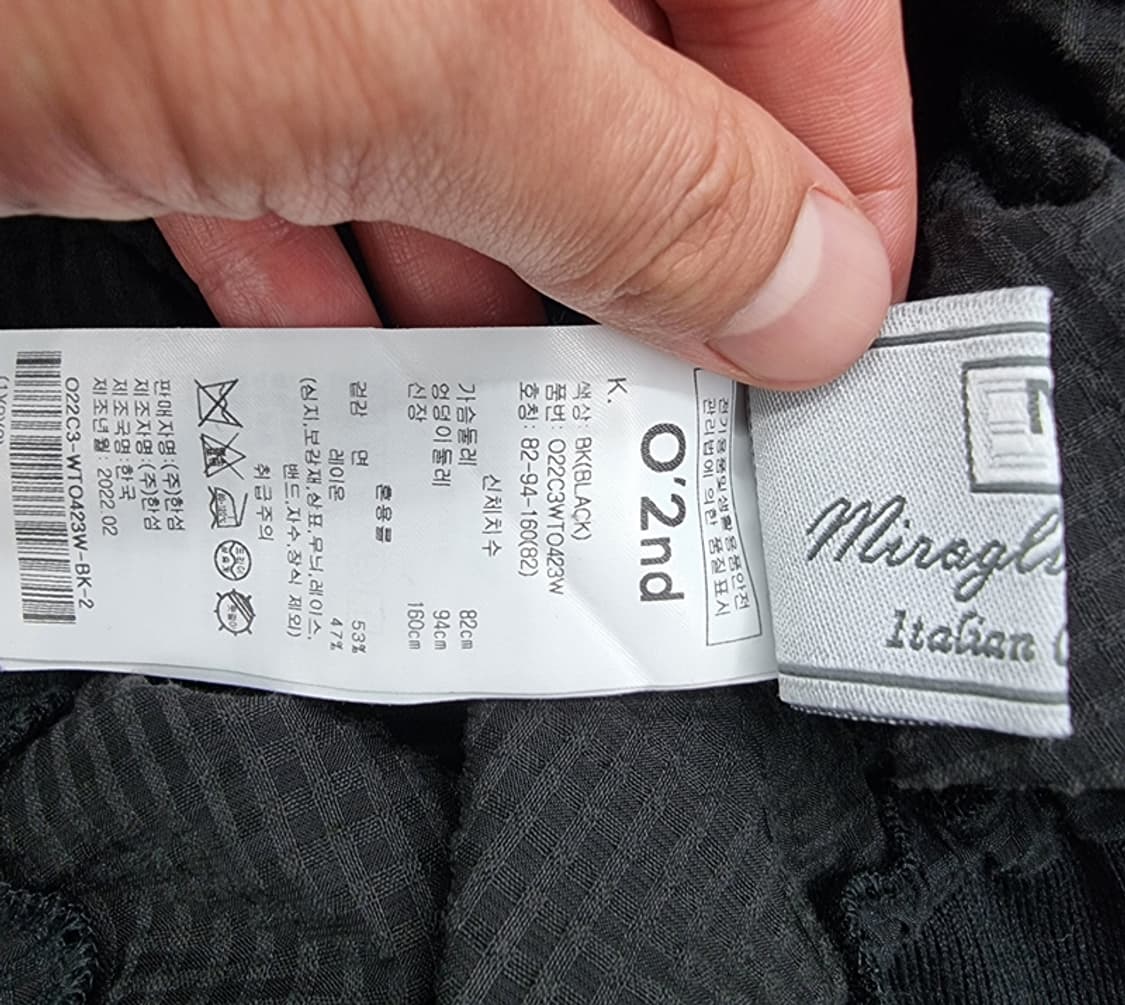 전기용품및생활용품안전
관리법에 의한 품질표시
O'2nd
K.
색상: BK(BLACK)
품번: O22C3WTO423W
호칭: 82-94-160(82)
신체치수
가슴둘레 82cm
엉덩이둘레 94cm
신장 160cm
혼용률
겉감 면 53%
레이온 47%
(심지,보강재,상표,무늬,레이스,
밴드,자수,장식 제외)
취급주의
판매자명:(주)한섬
제조자명:(주)한섬
제조국명:한국
제조년월: 2022.02
O22C3-WTO423W-BK-2
Italian